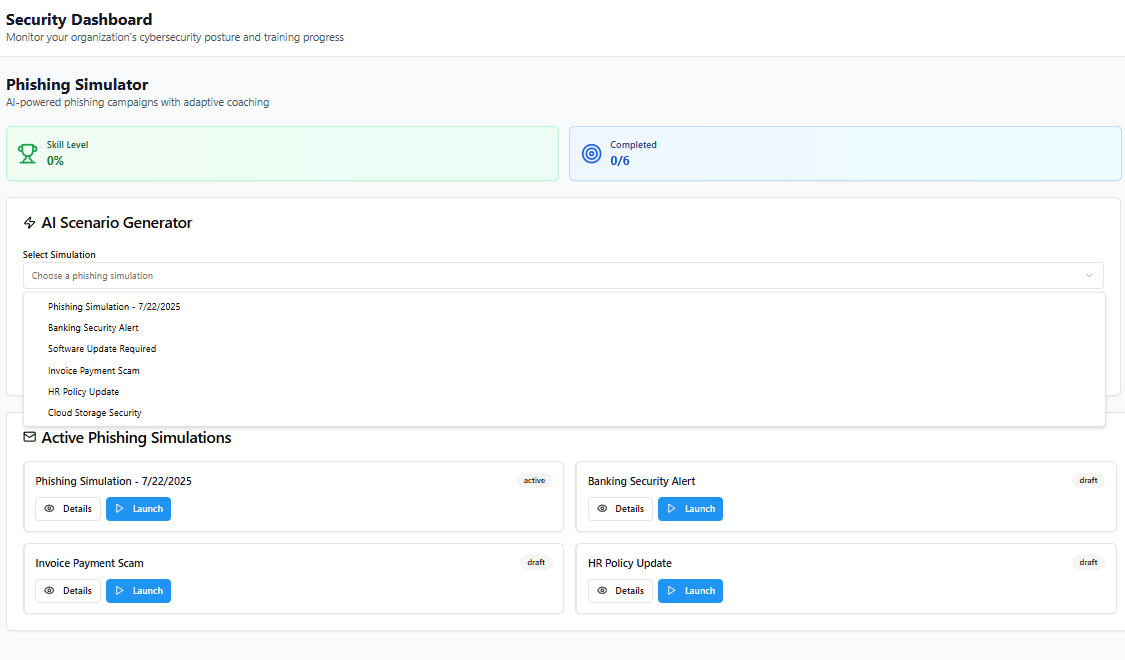 Security Dashboard
Monitor your organization's cybersecurity posture and training progress
Phishing Simulator
AI-powered phishing campaigns with adaptive coaching
Skill Level
0%
Completed
0/6
AI Scenario Generator
Select Simulation
Choose a phishing simulation
Phishing Simulation - 7/22/2025
Banking Security Alert
Software Update Required
Invoice Payment Scam
HR Policy Update
Cloud Storage Security
Active Phishing Simulations
Phishing Simulation - 7/22/2025
active
Details
Launch
Banking Security Alert
draft
Details
Launch
Invoice Payment Scam
draft
Details
Launch
HR Policy Update
draft
Details
Launch